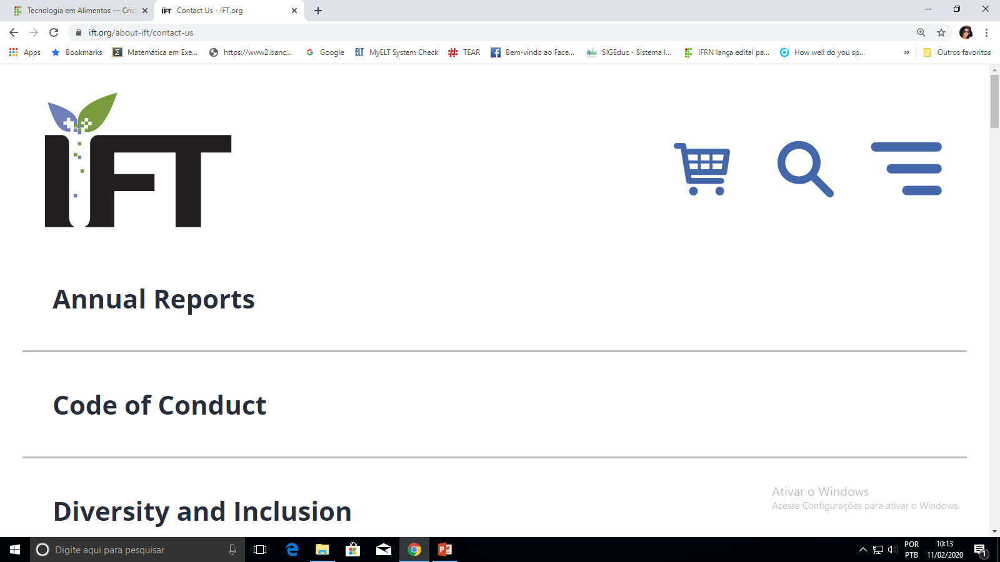 Tecnologia em Alimentos — Crist
Contact Us - IFT.org
ift.org/about-ift/contact-us
Apps
Bookmarks
Matemática em Exe...
https://www2.banc...
Google
MyELT System Check
TEAR
Bem-vindo ao Face...
SIGEduc - Sistema I...
IFRN lança edital pa...
How well do you sp...
»
Outros favoritos
IFT
Annual Reports
Code of Conduct
Diversity and Inclusion
Ativar o Windows
Acesse Configurações para ativar o Windows.
Digite aqui para pesquisar
POR
PTB
10:13
11/02/2020
1